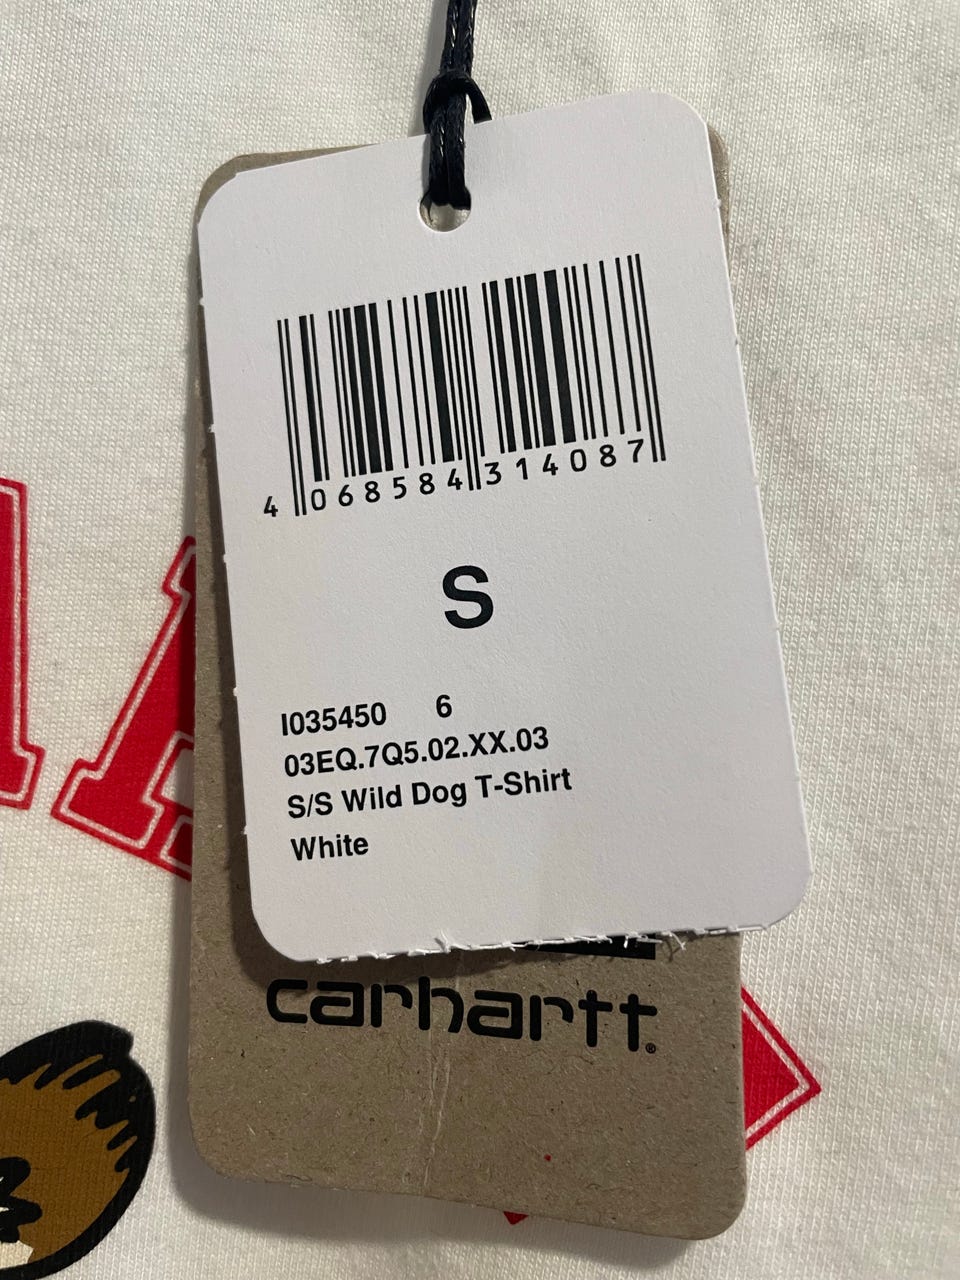 4 068584 314087
S
I035450 6
03EQ.7Q5.02.XX.03
S/S Wild Dog T-Shirt
White
carhartt®